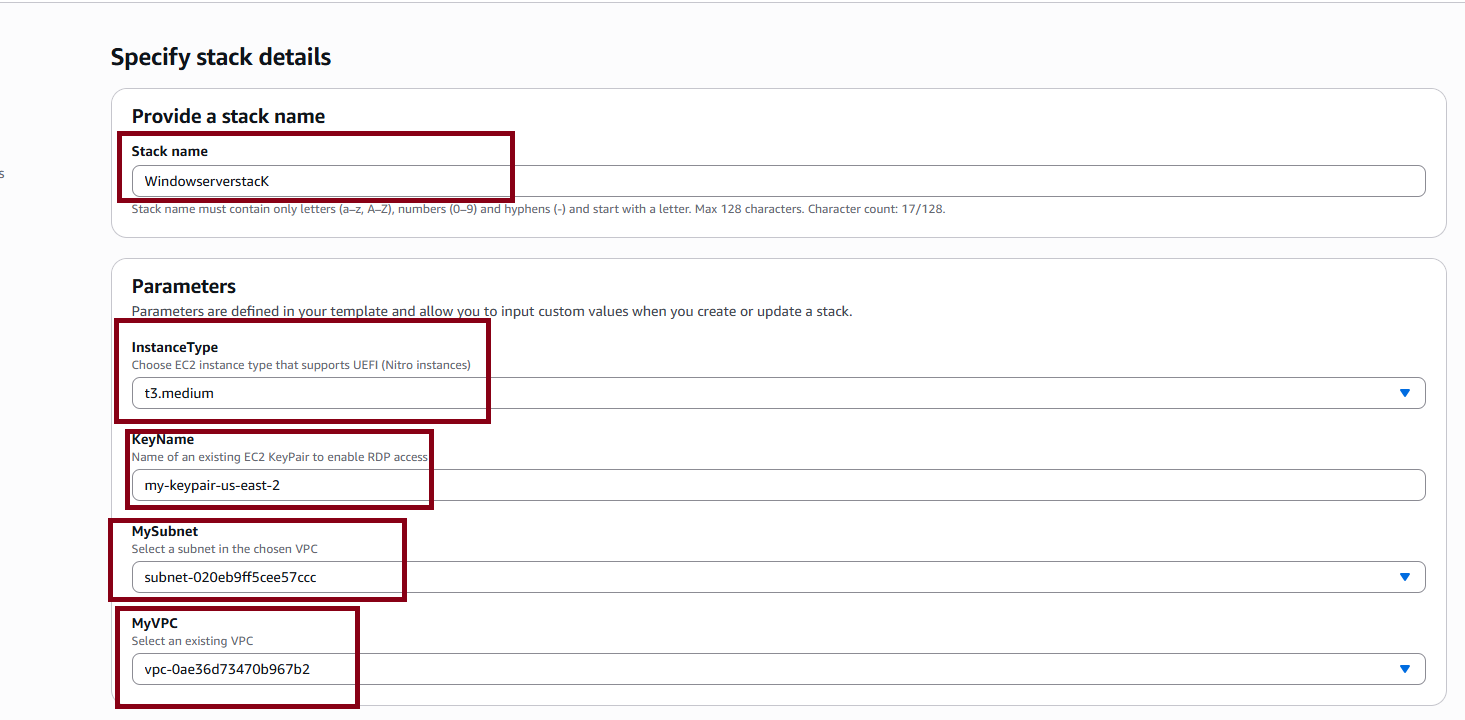 Specify stack details
Provide a stack name
Stack name
WindowserverstacK
s
Stack name must contain only letters (a–z, A–Z), numbers (0–9) and hyphens (-) and start with a letter. Max 128 characters. Character count: 17/128.
Parameters
Parameters are defined in your template and allow you to input custom values when you create or update a stack.
InstanceType
Choose EC2 instance type that supports UEFI (Nitro instances)
t3.medium
KeyName
Name of an existing EC2 KeyPair to enable RDP access
my-keypair-us-east-2
MySubnet
Select a subnet in the chosen VPC
subnet-020eb9ff5cee57ccc
MyVPC
Select an existing VPC
vpc-0ae36d73470b967b2